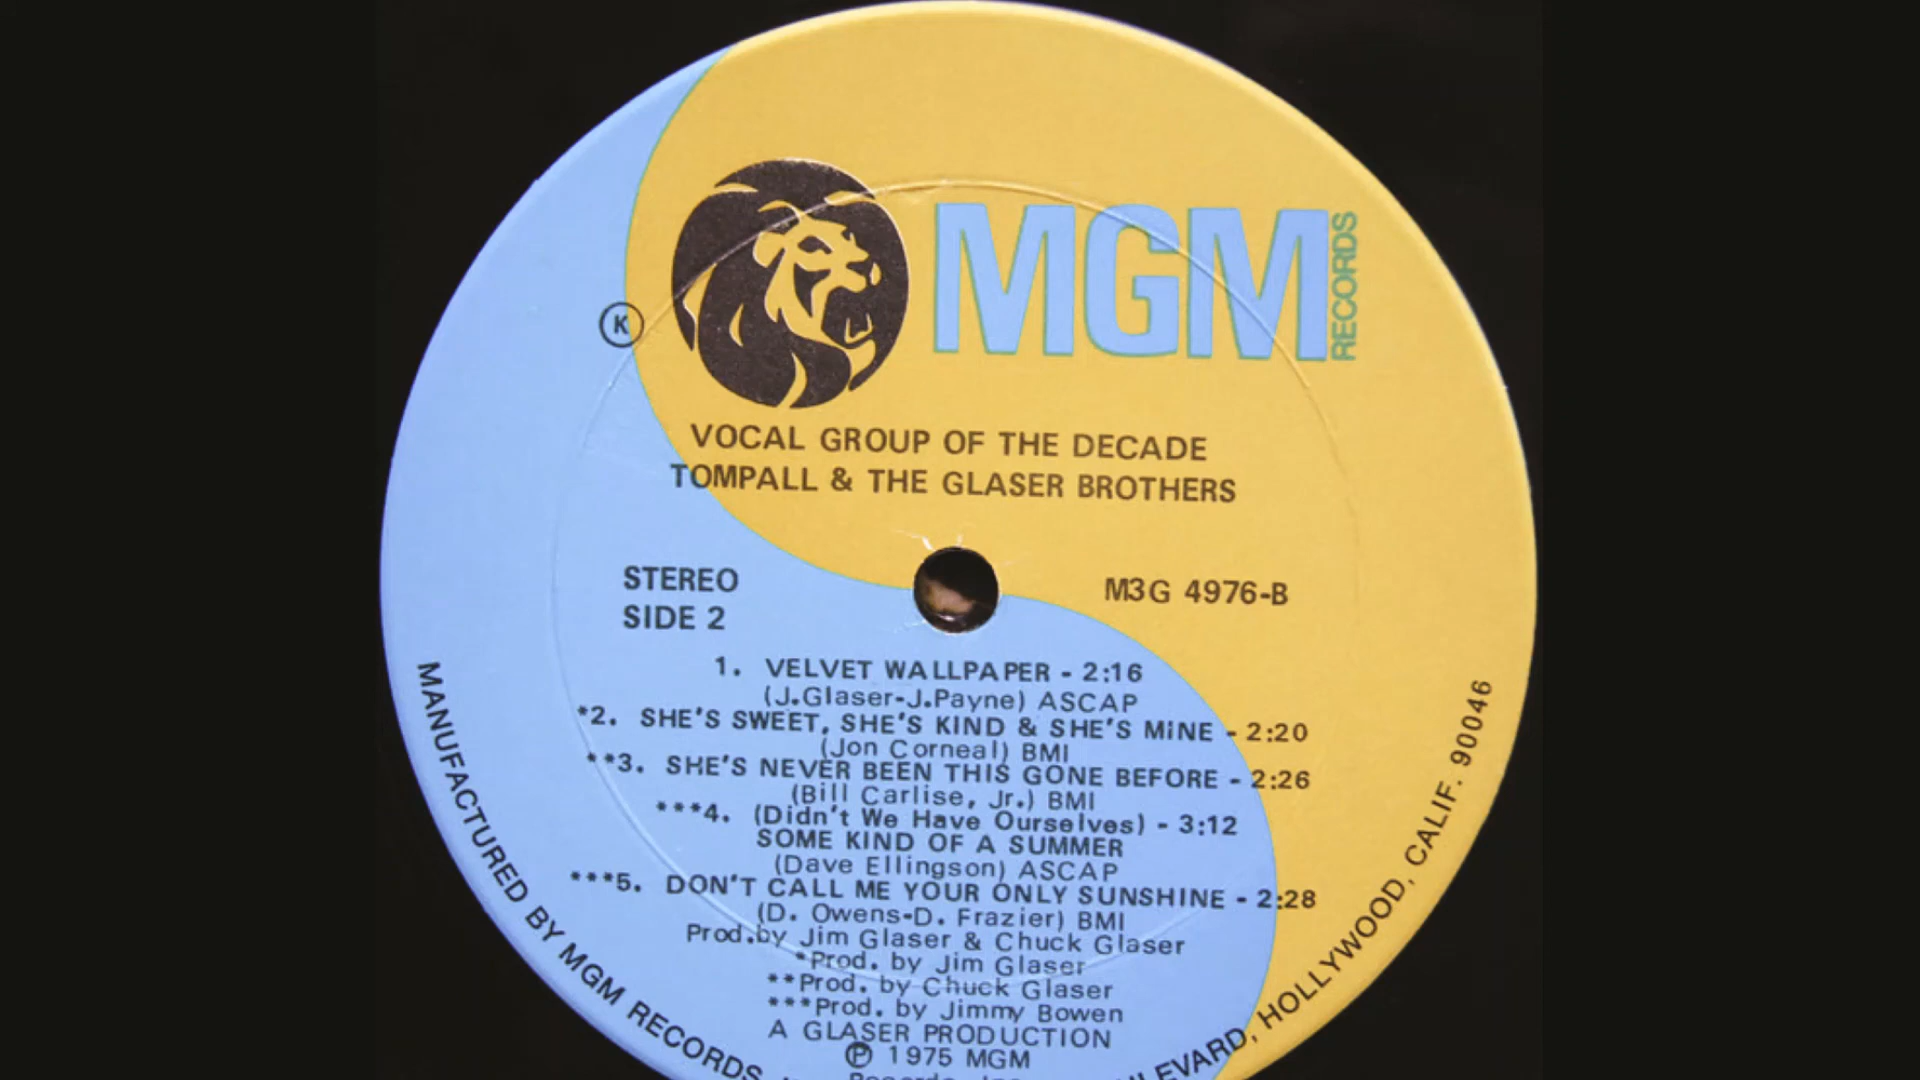 MGM
RECORDS
K
VOCAL GROUP OF THE DECADE
TOMPALL & THE GLASER BROTHERS
STEREO
SIDE 2
M3G 4976-B
1. VELVET WALLPAPER - 2:16
(J.Glaser-J.Payne) ASCAP
*2. SHE'S SWEET, SHE'S KIND & SHE'S MINE - 2:20
(Jon Corneal) BMI
**3. SHE'S NEVER BEEN THIS GONE BEFORE - 2:26
(Bill Carlise, Jr.) BMI
***4. (Didn't We Have Ourselves) - 3:12
SOME KIND OF A SUMMER
(Dave Ellingson) ASCAP
***5. DON'T CALL ME YOUR ONLY SUNSHINE - 2:28
(D. Owens-D. Frazier) BMI
Prod.by Jim Glaser & Chuck Glaser
*Prod. by Jim Glaser
**Prod. by Chuck Glaser
***Prod. by Jimmy Bowen
A GLASER PRODUCTION
Ⓟ 1975 MGM
Records, Inc.
MANUFACTURED BY MGM RECORDS, HOLLYWOOD, CALIF. 90046